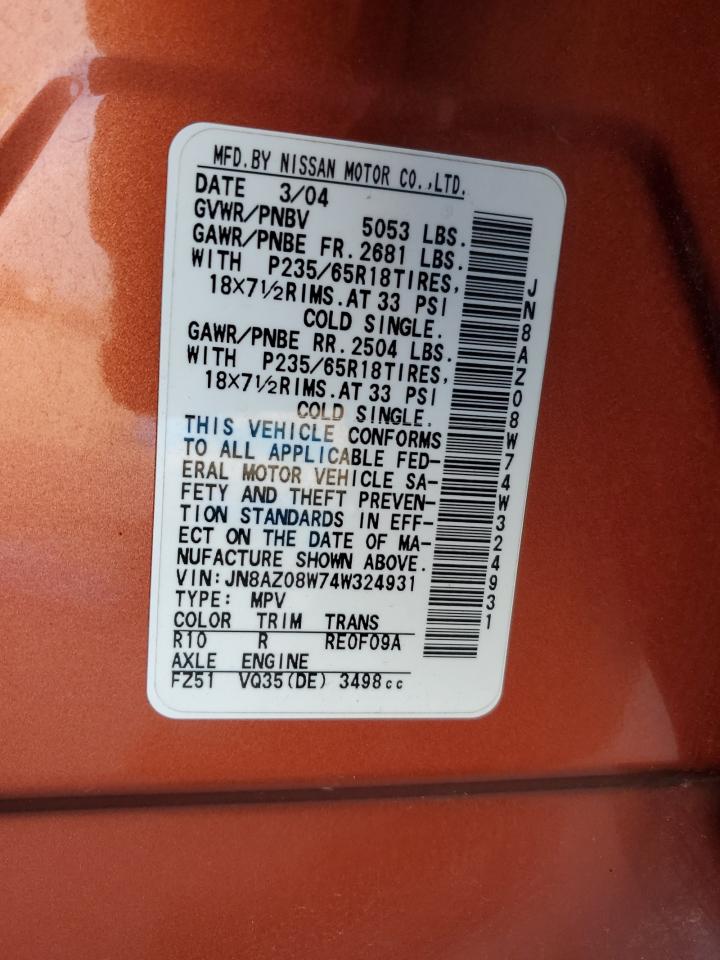 MFD.BY NISSAN MOTOR CO.,LTD.
DATE 3/04
GVWR/PNBV 5053 LBS.
GAWR/PNBE FR.2681 LBS.
WITH P235/65R18TIRES,
18×7½RIMS.AT 33 PSI
COLD SINGLE.
GAWR/PNBE RR.2504 LBS.
WITH P235/65R18TIRES,
18×7½RIMS.AT 33 PSI
COLD SINGLE.
THIS VEHICLE CONFORMS
TO ALL APPLICABLE FED-
ERAL MOTOR VEHICLE SA-
FETY AND THEFT PREVEN-
TION STANDARDS IN EFF-
ECT ON THE DATE OF MA-
NUFACTURE SHOWN ABOVE.
VIN:JN8AZ08W74W324931
TYPE: MPV
COLOR TRIM TRANS
R10 R RE0F09A
AXLE ENGINE
FZ51 VQ35(DE) 3498cc
JN8AZ08W74W324931